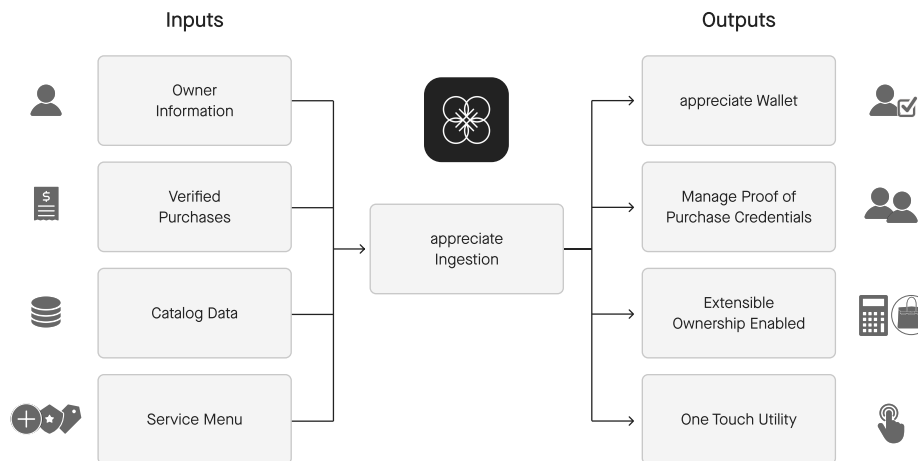 Inputs
Outputs
Owner
Information
Verified
Purchases
Catalog Data
Service Menu
appreciate
Ingestion
appreciate Wallet
Manage Proof of
Purchase Credentials
Extensible
Ownership Enabled
One Touch Utility
$